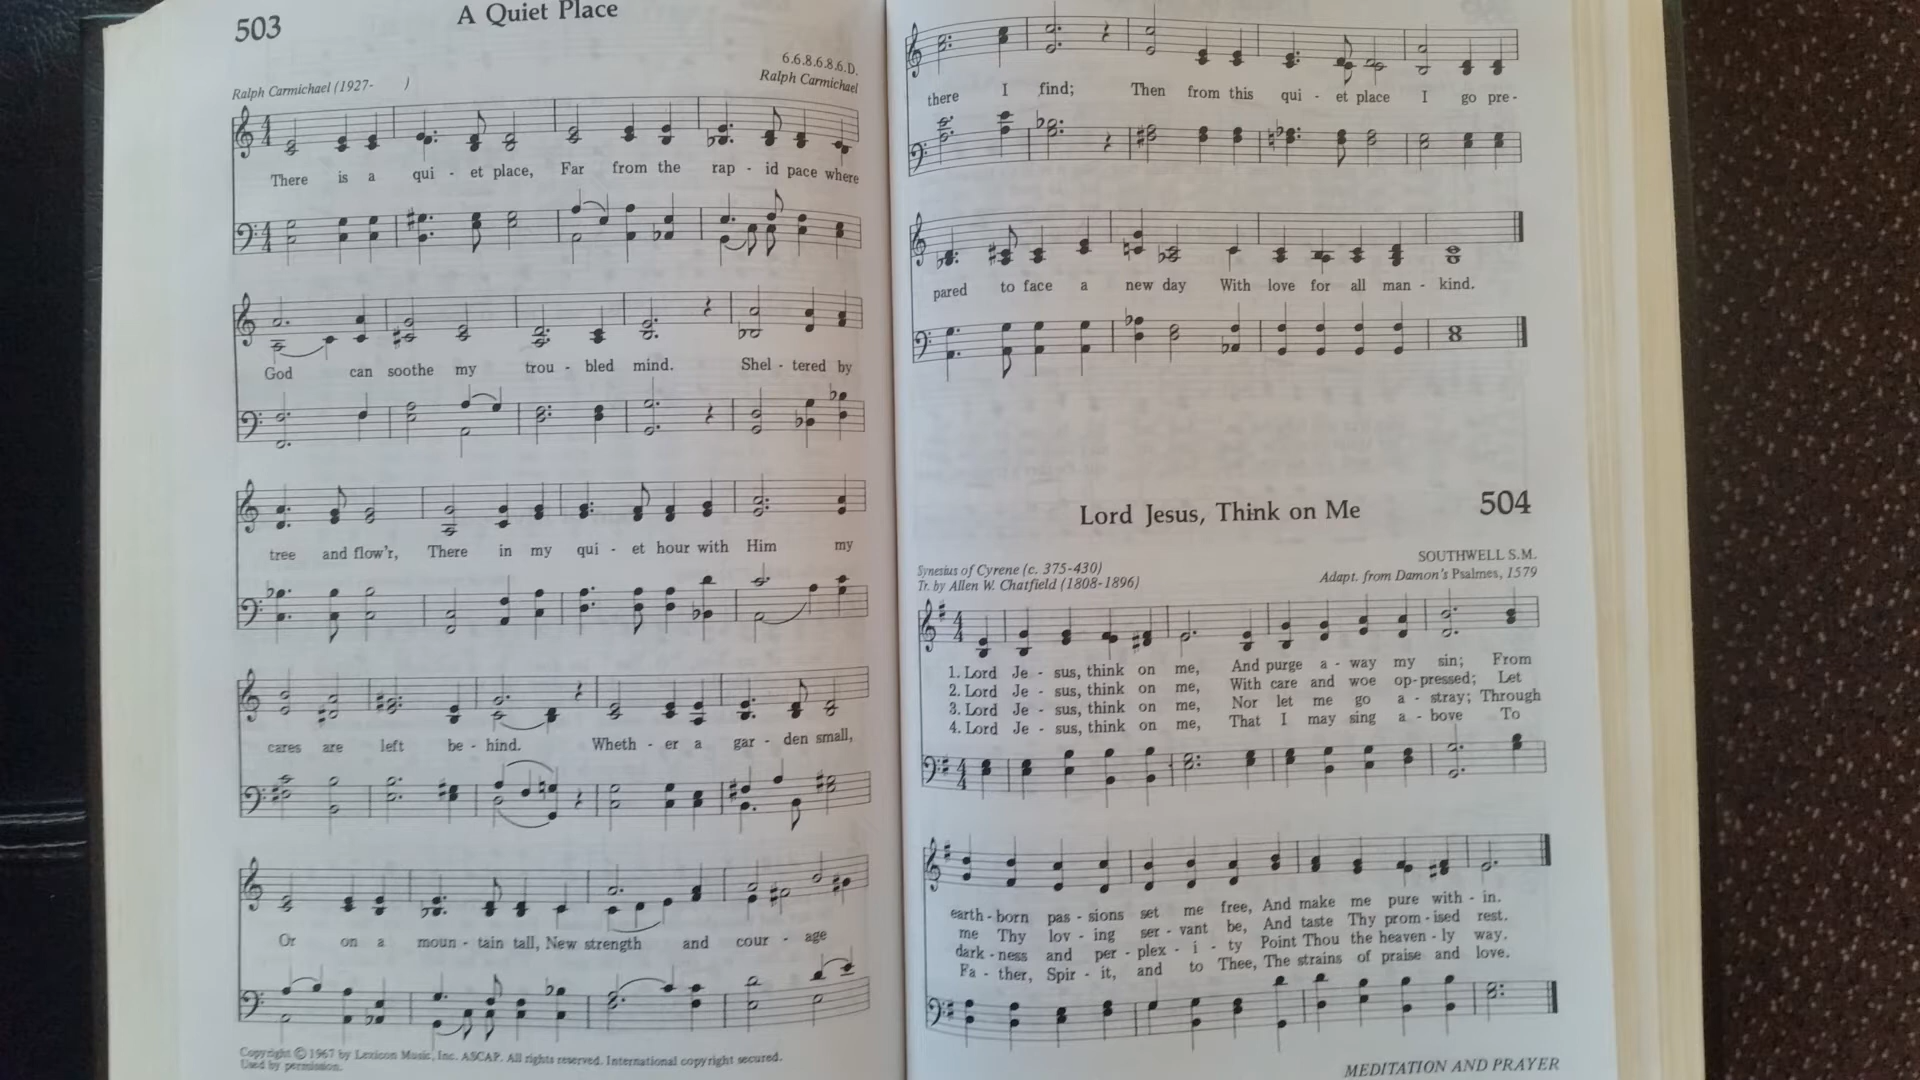 503
A Quiet Place
6.6.8.6.8.6.D.
Ralph Carmichael (1927-     )
Ralph Carmichael
There is a qui - et place, Far from the rap - id pace where
God can soothe my trou - bled mind. Shel - tered by
tree and flow'r, There in my qui - et hour with Him my
cares are left be - hind. Wheth - er a gar - den small,
Or on a moun - tain tall, New strength and cour - age
Copyright © 1967 by Lexicon Music, Inc. ASCAP. All rights reserved. International copyright secured.
Used by permission.
there I find; Then from this qui - et place I go pre-
pared to face a new day With love for all man - kind.
8
Lord Jesus, Think on Me
504
SOUTHWELL S.M.
Synesius of Cyrene (c. 375-430)
Adapt. from Damon's Psalmes, 1579
Tr. by Allen W. Chatfield (1808-1896)
1. Lord Je - sus, think on me, And purge a - way my sin; From
2. Lord Je - sus, think on me, With care and woe op-pressed; Let
3. Lord Je - sus, think on me, Nor let me go a - stray; Through
4. Lord Je - sus, think on me, That I may sing a - bove To
earth - born pas - sions set me free, And make me pure with - in.
me Thy lov - ing ser - vant be, And taste Thy prom - ised rest.
dark - ness and per - plex - i - ty Point Thou the heaven - ly way.
Fa - ther, Spir - it, and to Thee, The strains of praise and love.
MEDITATION AND PRAYER